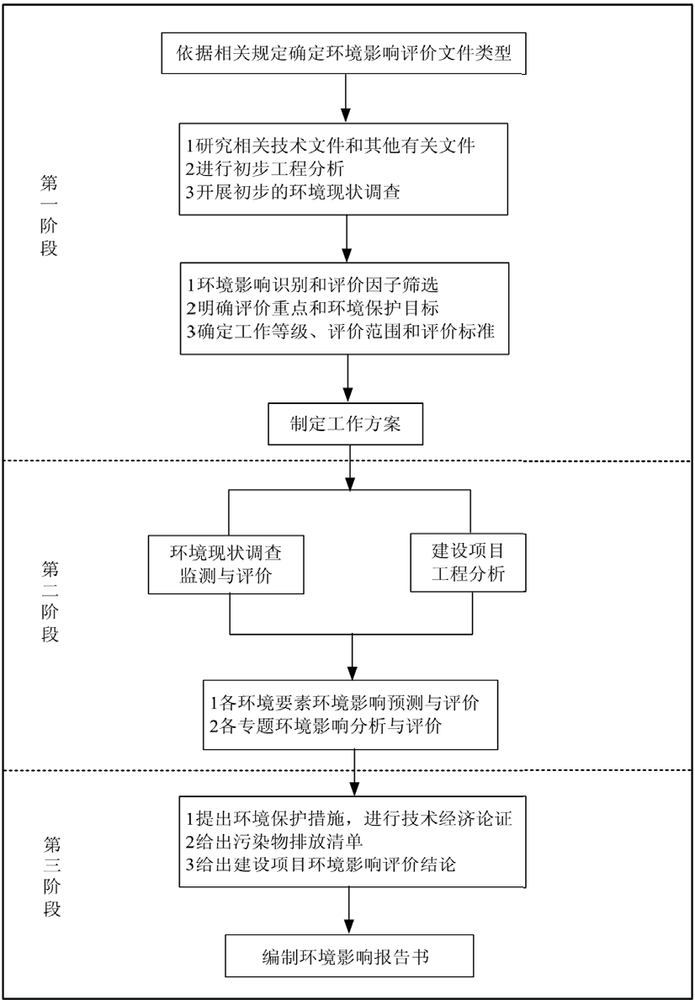 依据相关规定确定环境影响评价文件类型
第一阶段
1研究相关技术文件和其他有关文件
2进行初步工程分析
3开展初步的环境现状调查
1环境影响识别和评价因子筛选
2明确评价重点和环境保护目标
3确定工作等级、评价范围和评价标准
制定工作方案
第二阶段
环境现状调查
监测与评价
建设项目
工程分析
1各环境要素环境影响预测与评价
2各专题环境影响分析与评价
第三阶段
1提出环境保护措施，进行技术经济论证
2给出污染物排放清单
3给出建设项目环境影响评价结论
编制环境影响报告书